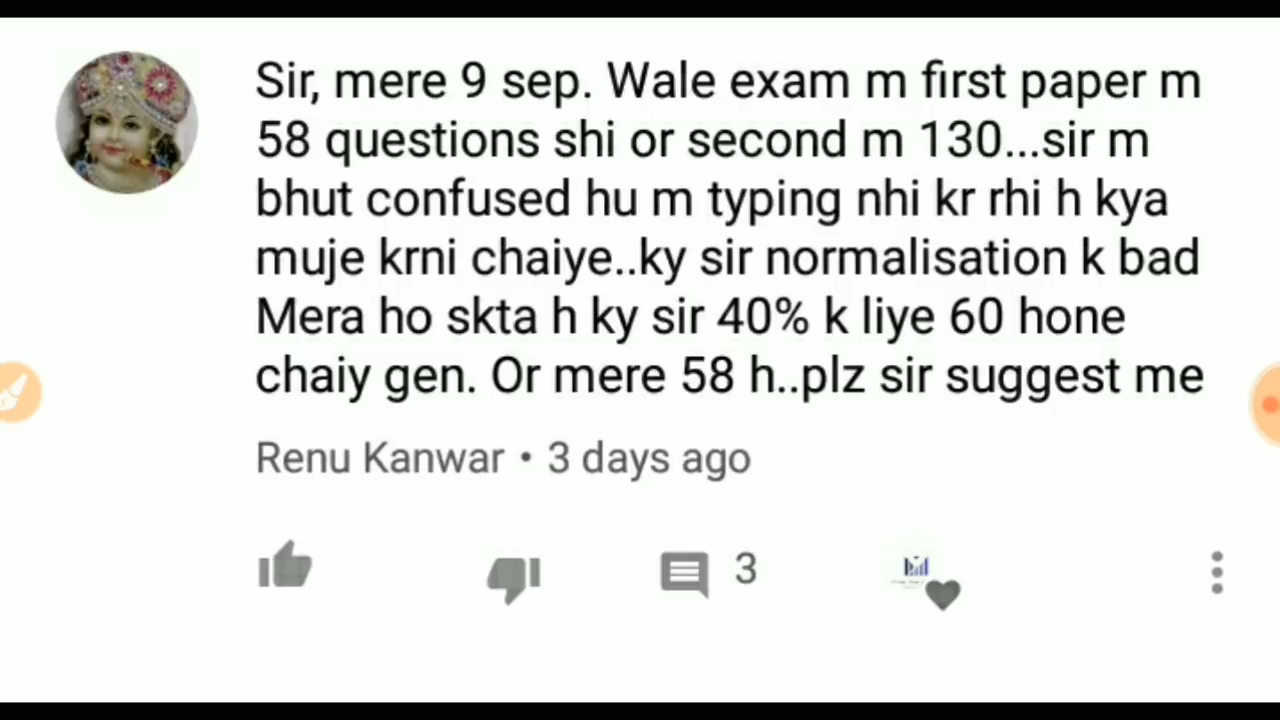 Sir, mere 9 sep. Wale exam m first paper m
58 questions shi or second m 130...sir m
bhut confused hu m typing nhi kr rhi h kya
muje krni chaiye..ky sir normalisation k bad
Mera ho skta h ky sir 40% k liye 60 hone
chaiy gen. Or mere 58 h..plz sir suggest me
Renu Kanwar • 3 days ago
3